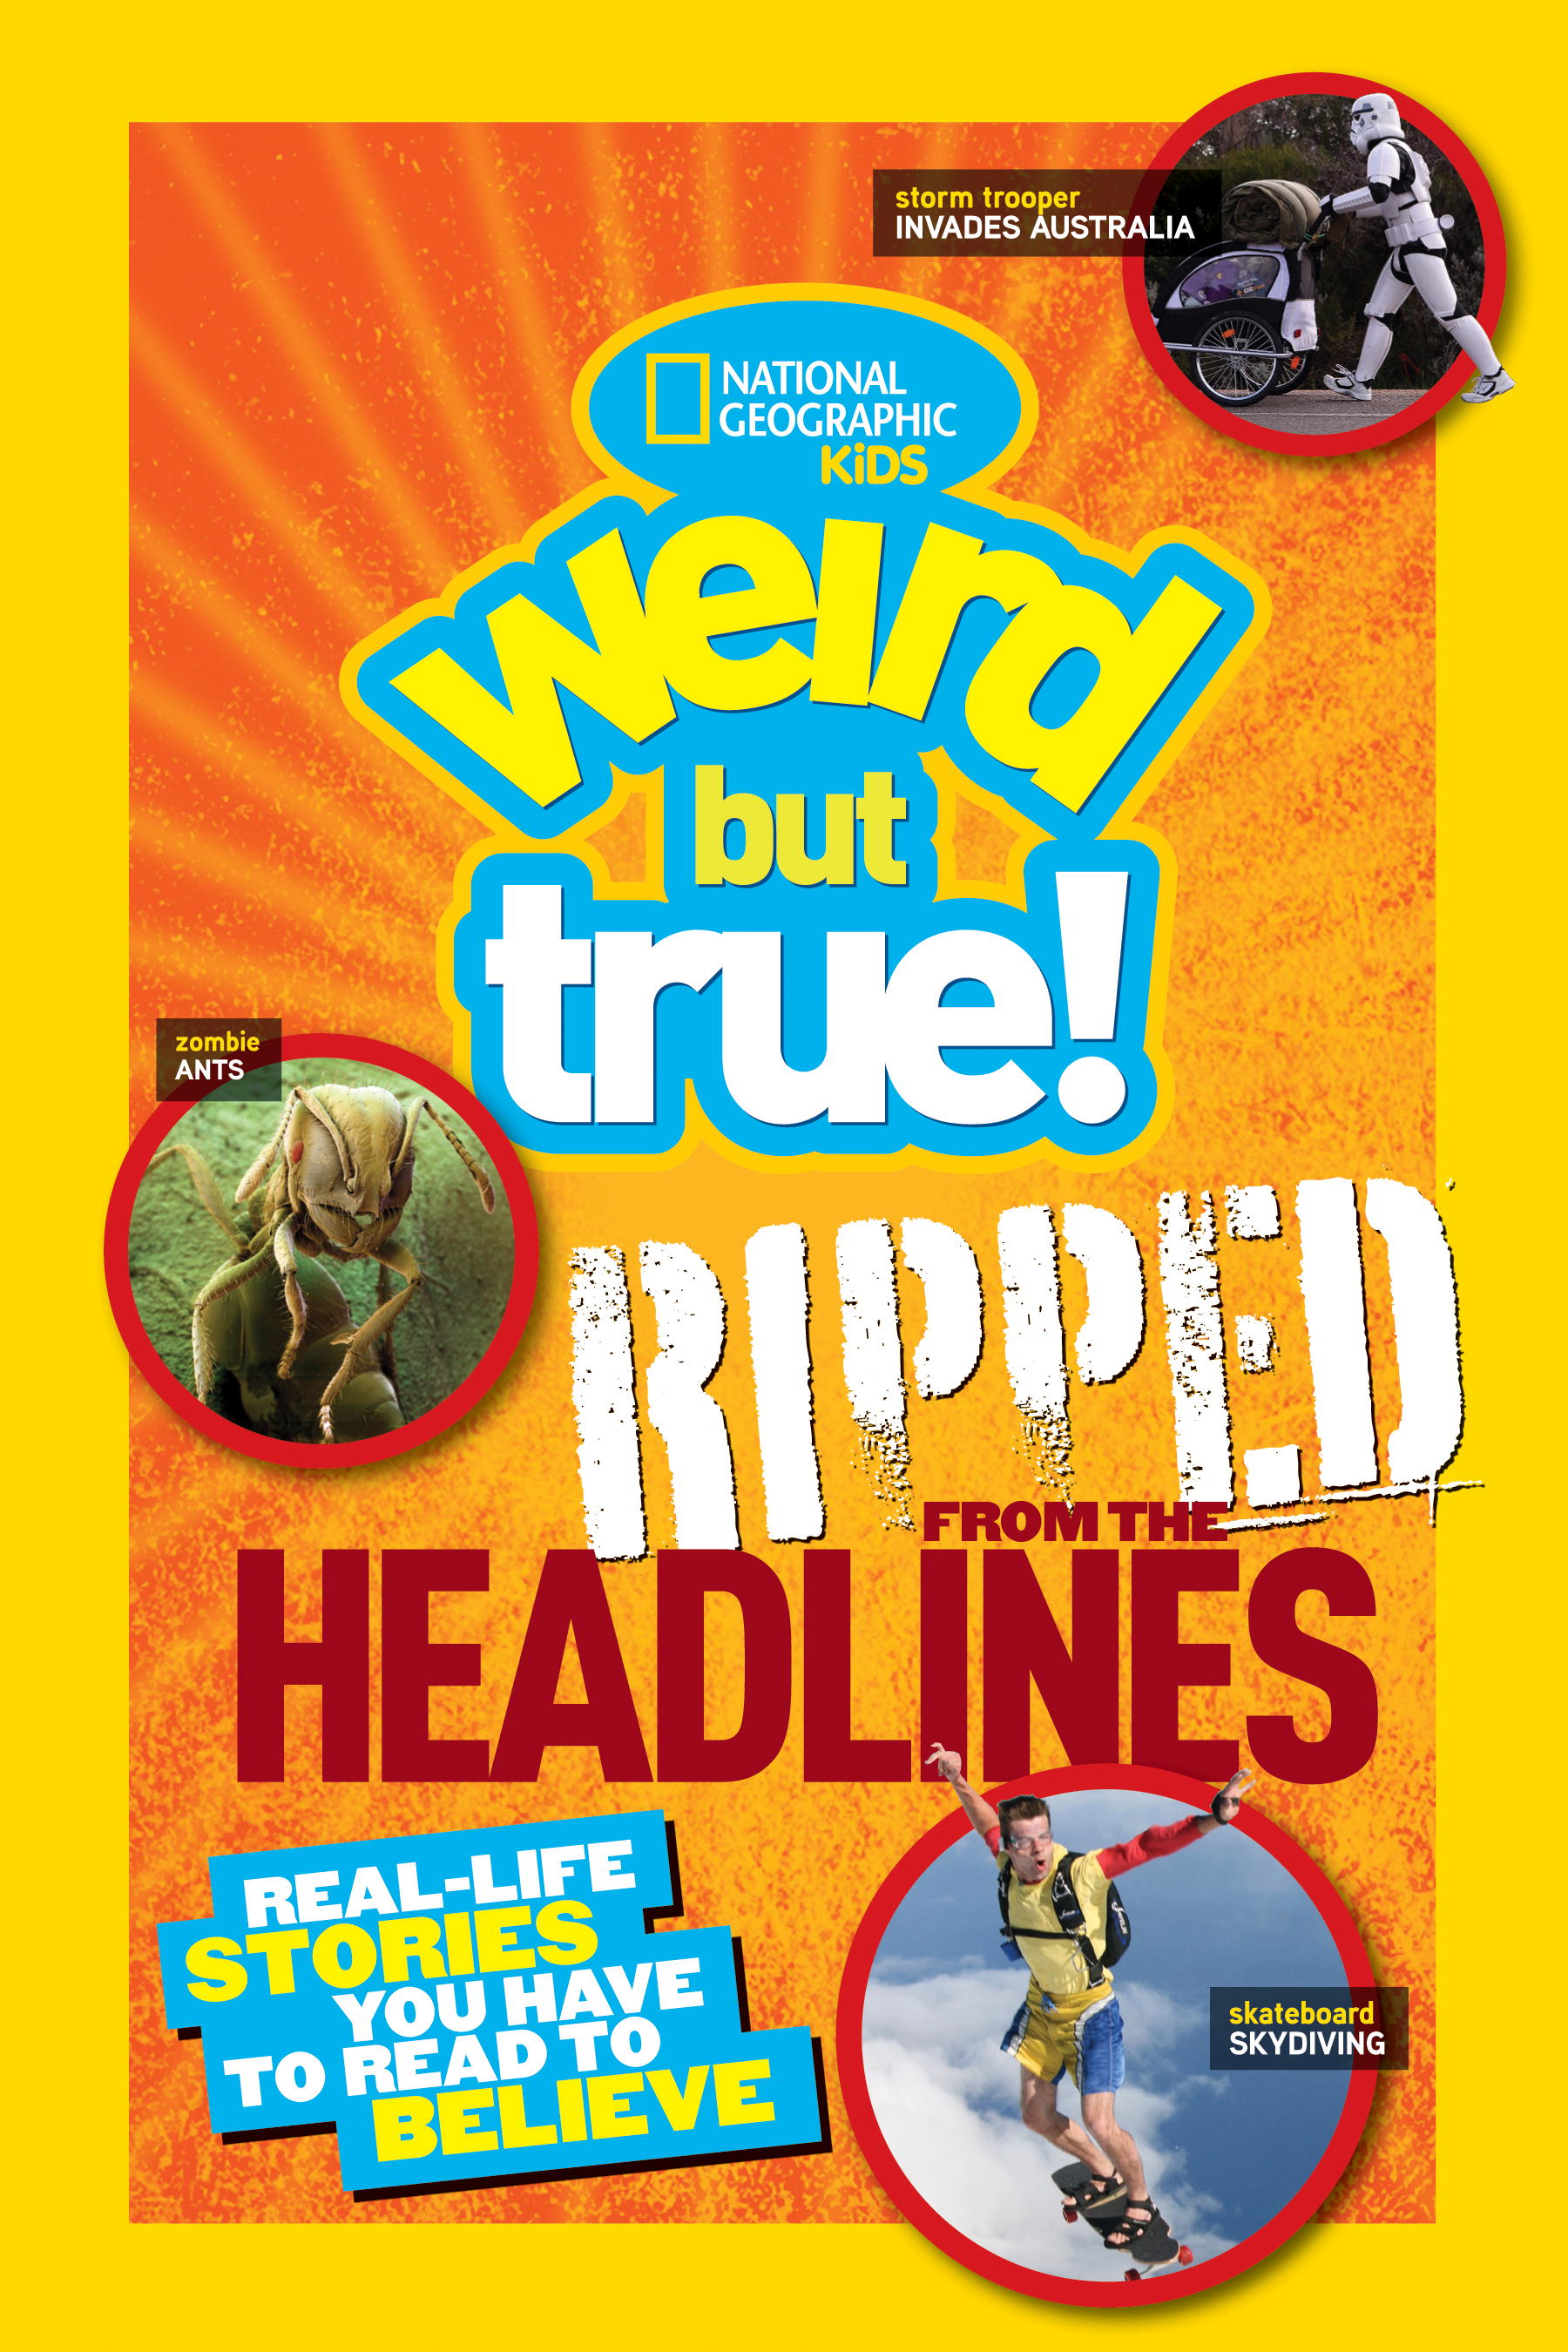 storm trooper
INVADES AUSTRALIA
NATIONAL
GEOGRAPHIC
KiDS
weird
but
true!
zombie
ANTS
RIPPED
FROM THE
HEADLINES
REAL-LIFE
STORIES
YOU HAVE
TO READ TO
BELIEVE
skateboard
SKYDIVING